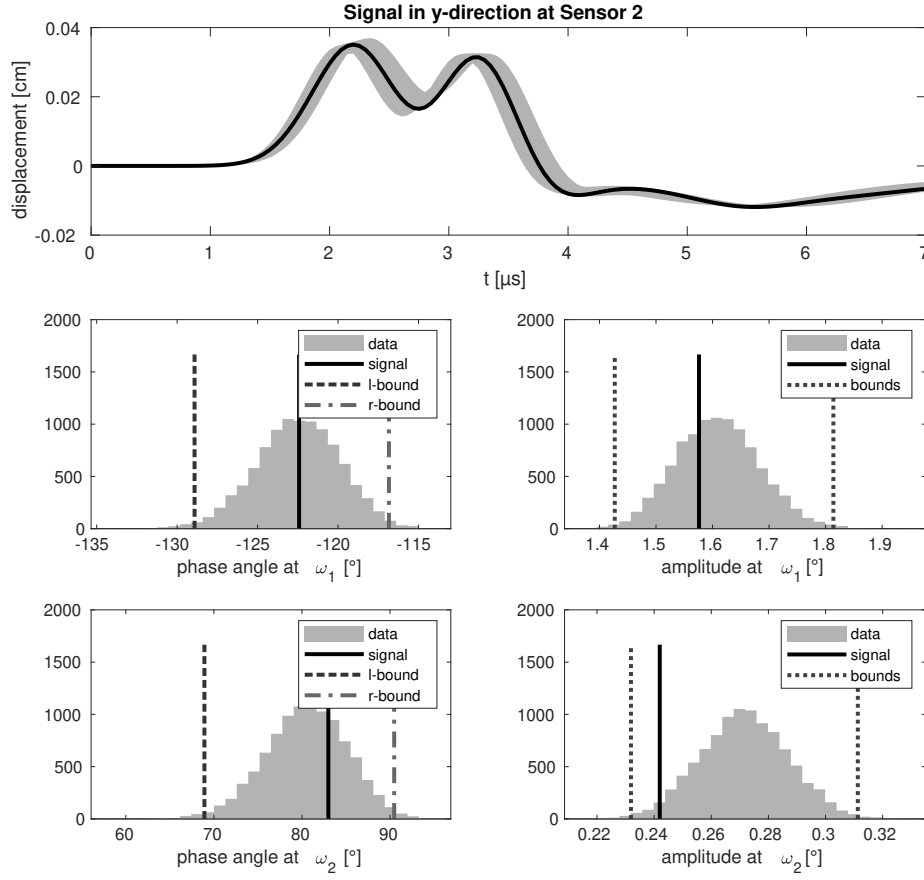 Signal in y-direction at Sensor 2
displacement [cm]
0.04
0.02
0
-0.02
0 1 2 3 4 5 6 7
t [μs]
2000
1500
1000
500
0
data
signal
l-bound
r-bound
-135 -130 -125 -120 -115
phase angle at ω_1 [°]
2000
1500
1000
500
0
data
signal
bounds
1.4 1.5 1.6 1.7 1.8 1.9
amplitude at ω_1 [°]
2000
1500
1000
500
0
data
signal
l-bound
r-bound
60 70 80 90
phase angle at ω_2 [°]
2000
1500
1000
500
0
data
signal
bounds
0.22 0.24 0.26 0.28 0.3 0.32
amplitude at ω_2 [°]